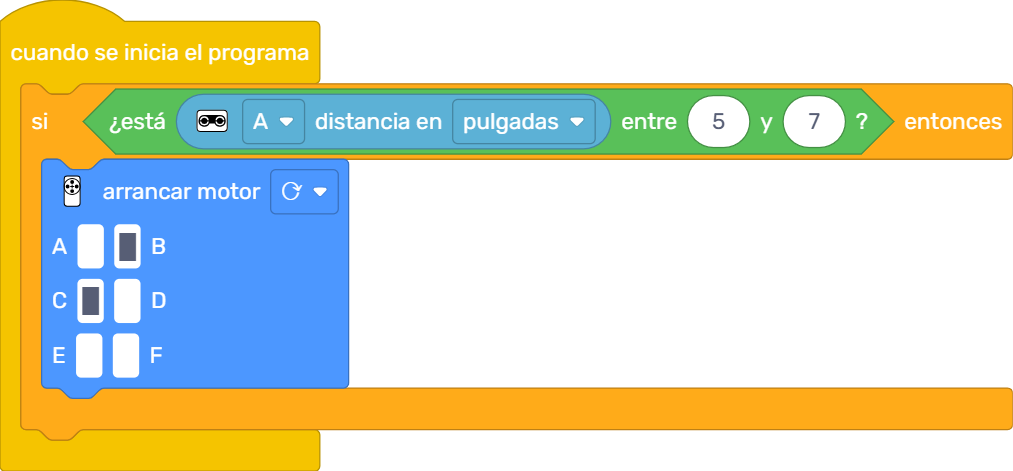 cuando se inicia el programa
si ¿está A distancia en pulgadas entre 5 y 7 ? entonces
arrancar motor
A B
C D
E F